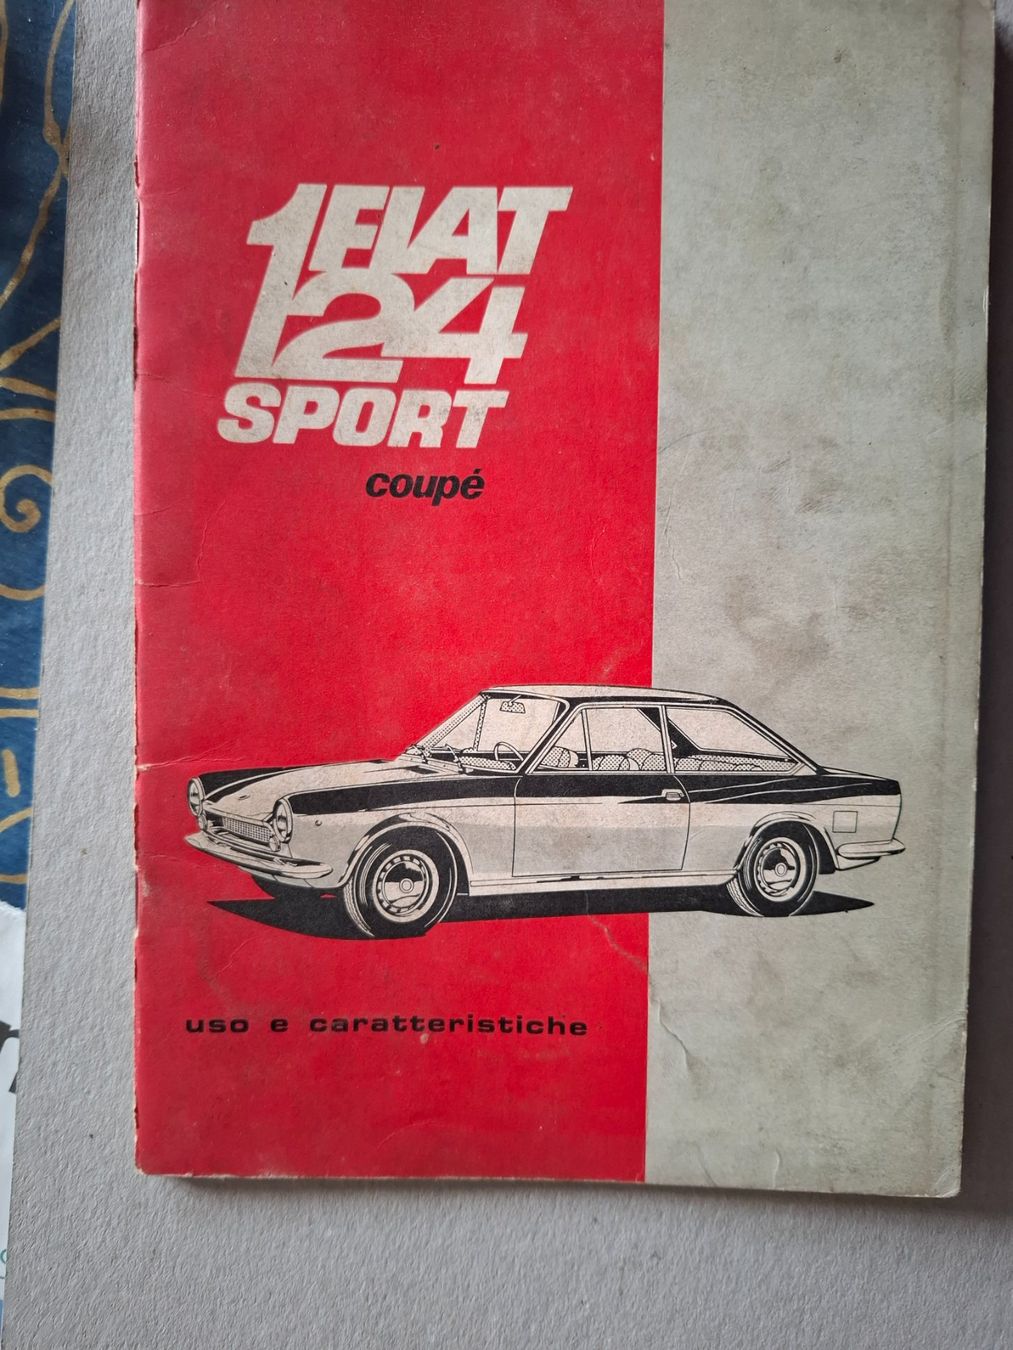 FIAT
124
SPORT
coupé
uso e caratteristiche